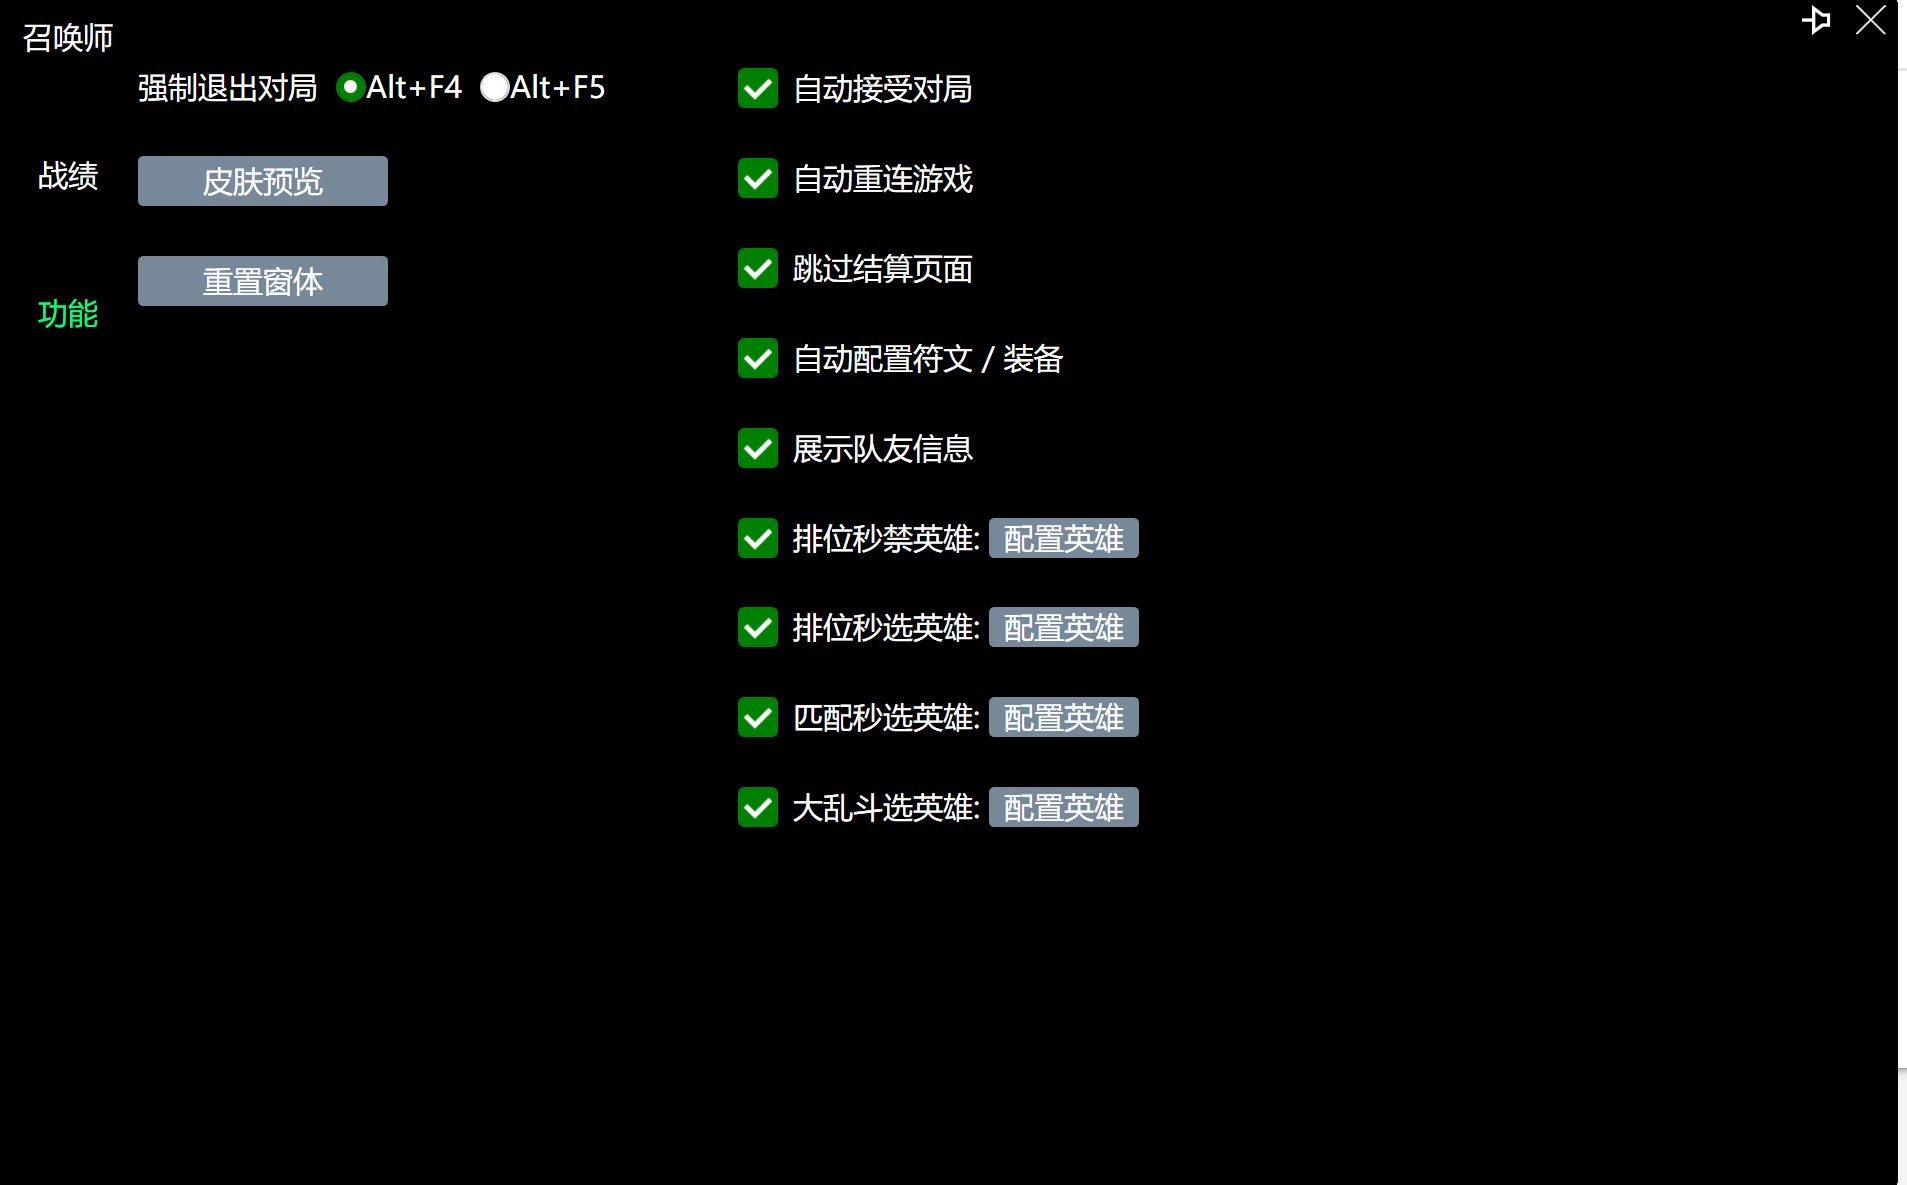 召唤师
强制退出对局 Alt+F4 Alt+F5
战绩
皮肤预览
重置窗体
功能
自动接受对局
自动重连游戏
跳过结算页面
自动配置符文 / 装备
展示队友信息
排位秒禁英雄: 配置英雄
排位秒选英雄: 配置英雄
匹配秒选英雄: 配置英雄
大乱斗选英雄: 配置英雄